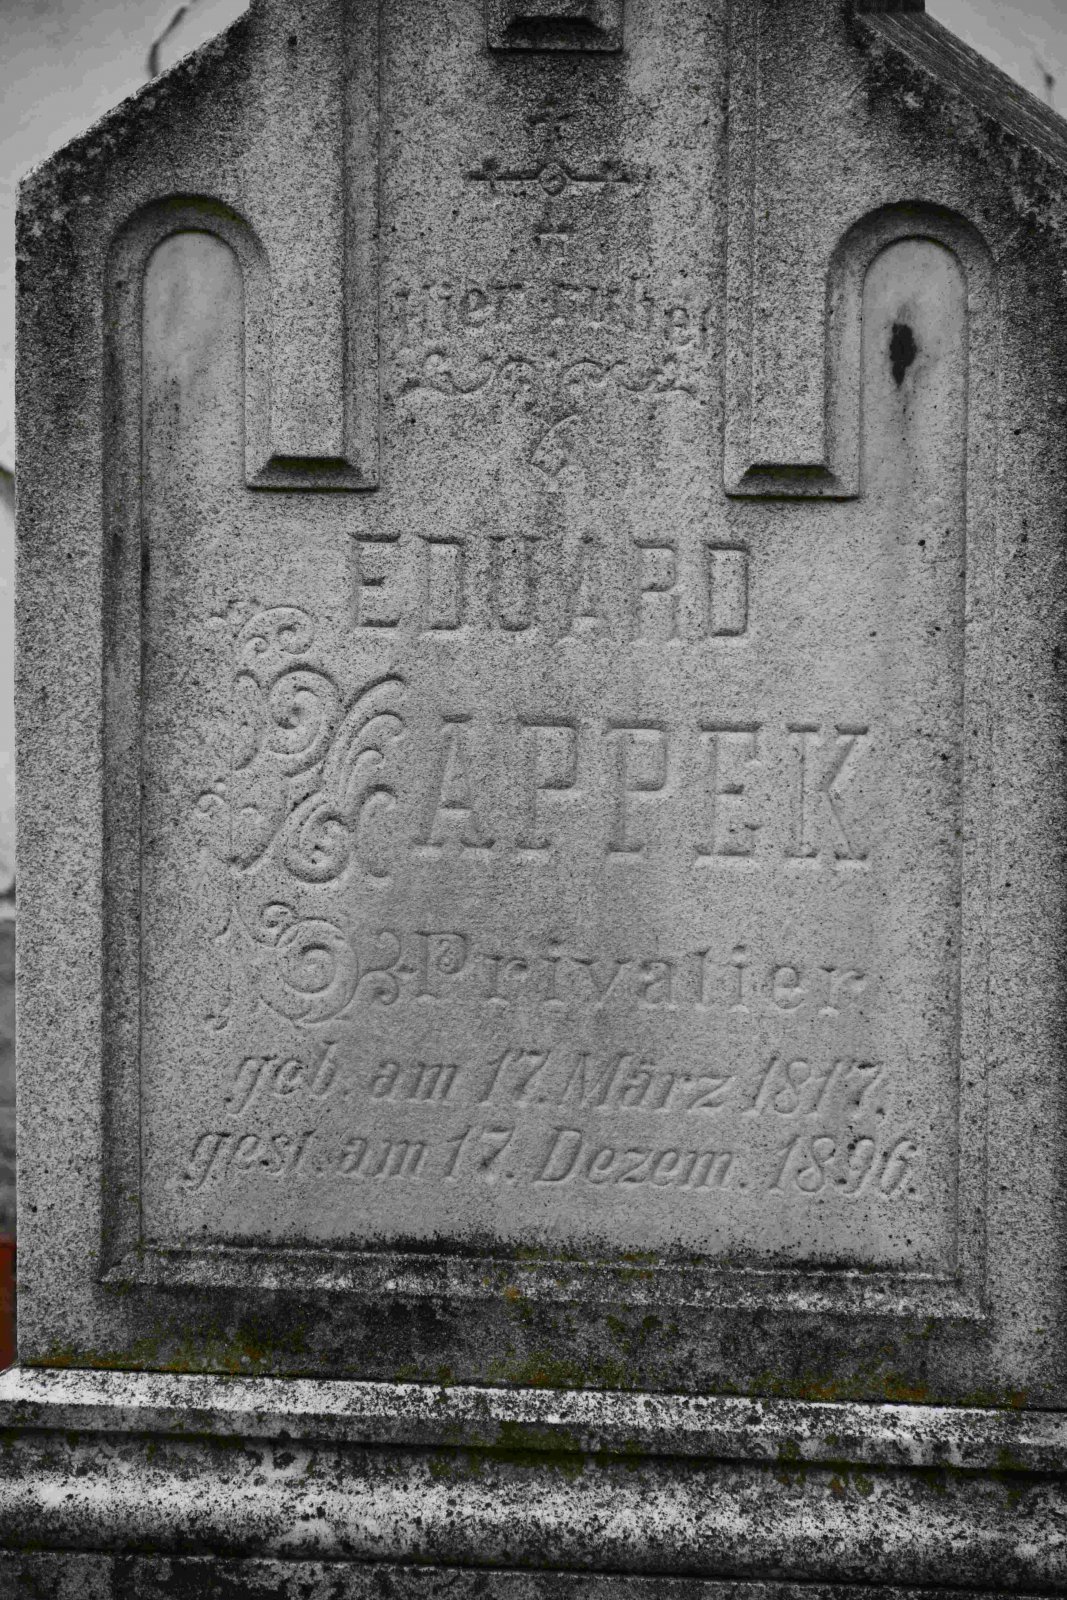 Hier ruhet
EDUARD
APPEK
Privatier
geb. am 17. März 1817.
gest. am 17. Dezem. 1896.